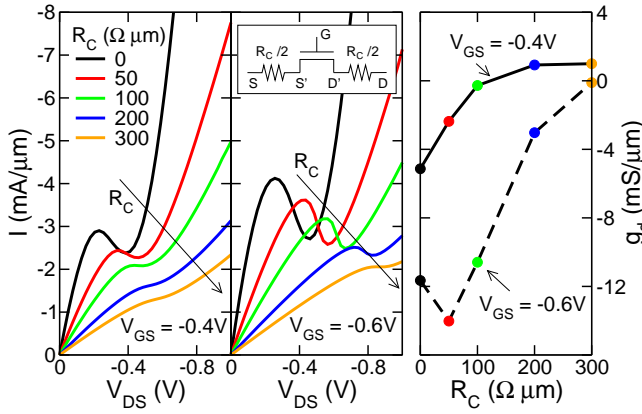 R_C (Ω μm)
0
50
100
200
300
-8
-7
-6
-5
-4
-3
-2
-1
0
I (mA/μm)
R_C
V_GS = -0.4V
0
-0.4
-0.8
V_DS (V)
G
R_C /2
R_C /2
S
S'
D'
D
R_C
V_GS = -0.6V
0
-0.4
-0.8
V_DS (V)
V_GS = -0.4V
V_GS = -0.6V
4
0
-4
-8
-12
g_d (mS/μm)
0
100
200
300
R_C (Ω μm)